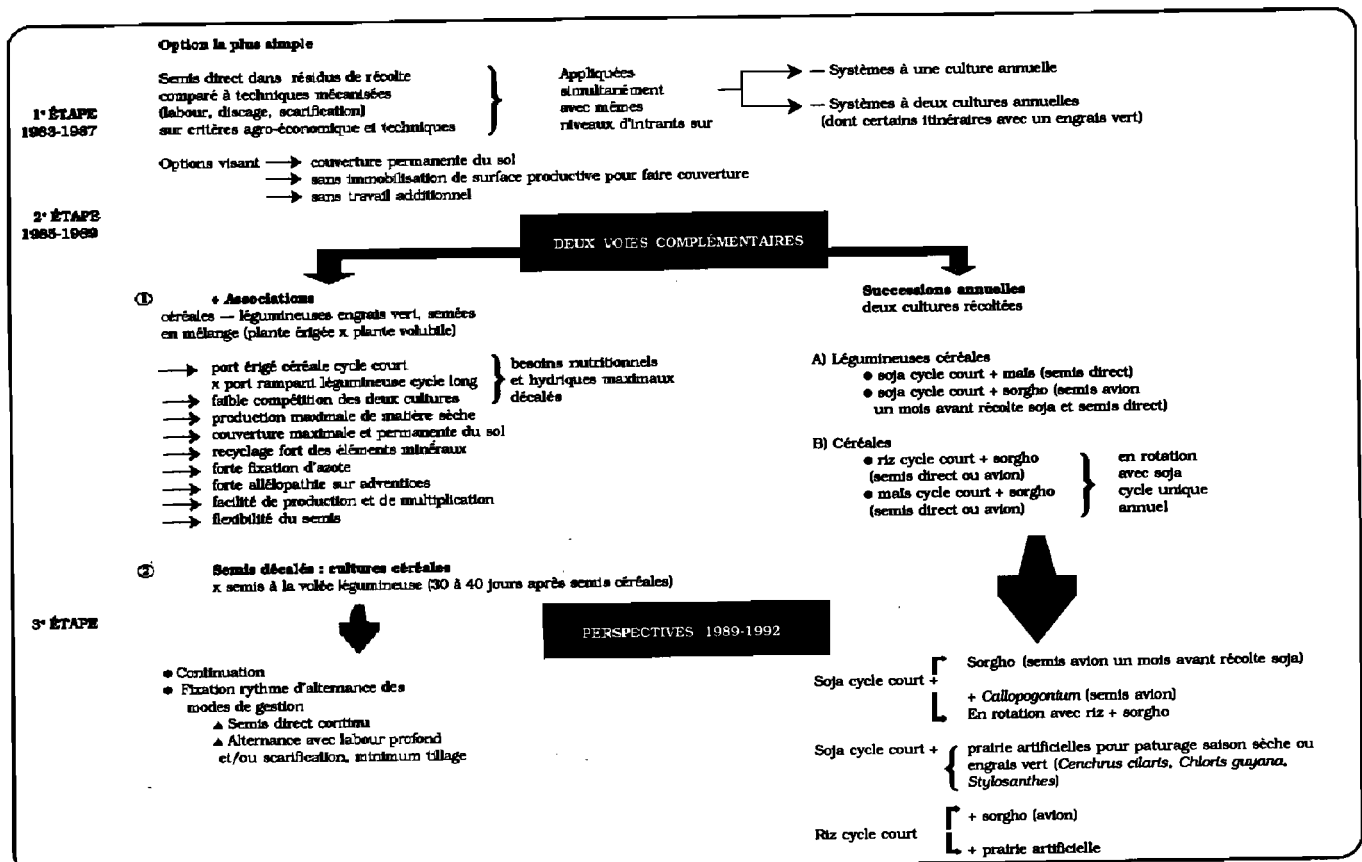 Option la plus simple
Semis direct dans résidus de récolte
comparé à techniques mécanisées
(labour, discage, scarification)
sur critères agro-économique et techniques
1e ÉTAPE
1983-1987
Appliquées
simultanément
avec mêmes
niveaux d'intrants sur
— Systèmes à une culture annuelle
— Systèmes à deux cultures annuelles
(dont certains itinéraires avec un engrais vert)
Options visant
couverture permanente du sol
sans immobilisation de surface productive pour faire couverture
sans travail additionnel
2e ÉTAPE
1985-1989
DEUX VOIES COMPLÉMENTAIRES
① + Associations
céréales — légumineuses engrais vert, semées
en mélange (plante érigée x plante volubile)
port érigé céréale cycle court
x port rampant légumineuse cycle long
faible compétition des deux cultures
besoins nutritionnels
et hydriques maximaux
décalés
production maximale de matière sèche
couverture maximale et permanente du sol
recyclage fort des éléments minéraux
forte fixation d'azote
forte allélopathie sur adventices
facilité de production et de multiplication
flexibilité du semis
Successions annuelles
deux cultures récoltées
A) Légumineuses céréales
● soja cycle court + maïs (semis direct)
● soja cycle court + sorgho (semis avion
un mois avant récolte soja et semis direct)
B) Céréales
● riz cycle court + sorgho
(semis direct ou avion)
● maïs cycle court + sorgho
(semis direct ou avion)
en rotation
avec soja
cycle unique
annuel
② Semis décalés : cultures céréales
x semis à la volée légumineuse (30 à 40 jours après semis céréales)
3e ÉTAPE
PERSPECTIVES 1989-1992
● Continuation
● Fixation rythme d'alternance des
modes de gestion
▲ Semis direct continu
▲ Alternance avec labour profond
et/ou scarification, minimum tillage
Soja cycle court +
Sorgho (semis avion un mois avant récolte soja)
+ Callopogonium (semis avion)
En rotation avec riz + sorgho
Soja cycle court +
prairie artificielles pour paturage saison sèche ou
engrais vert (Cenchrus ciliaris, Chloris guyana,
Stylosanthes)
Riz cycle court
+ sorgho (avion)
+ prairie artificielle